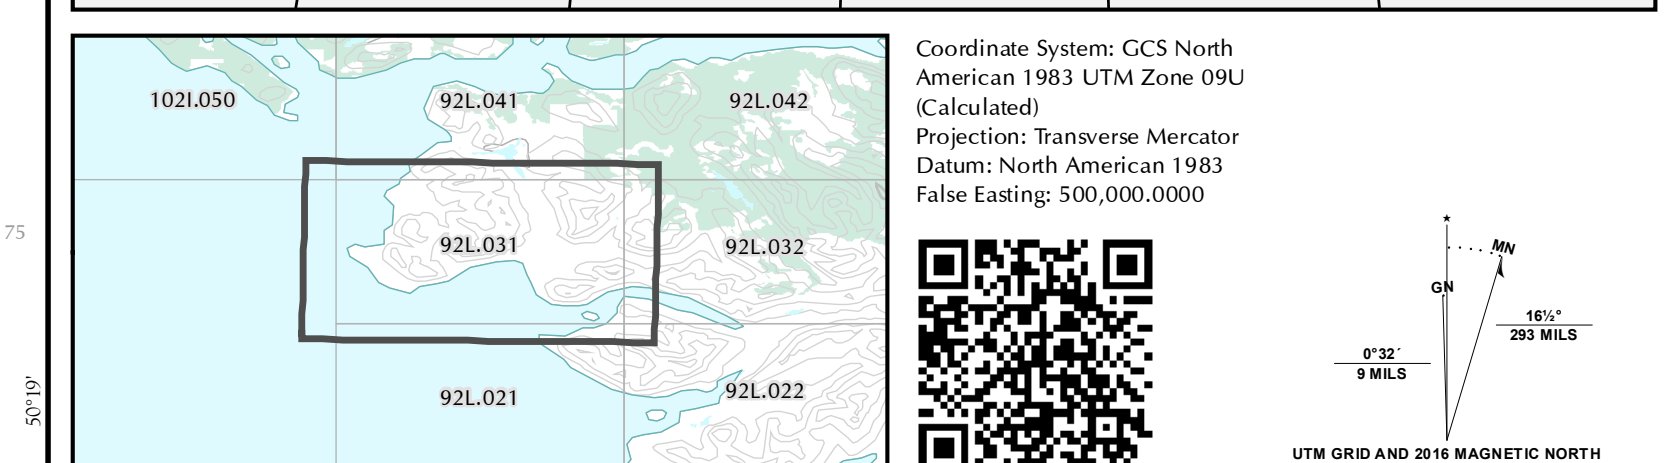 102I.050
92L.041
92L.042
92L.031
92L.032
92L.021
92L.022
75
50°19'
Coordinate System: GCS North
American 1983 UTM Zone 09U
(Calculated)
Projection: Transverse Mercator
Datum: North American 1983
False Easting: 500,000.0000
MN
GN
16½°
293 MILS
0°32´
9 MILS
UTM GRID AND 2016 MAGNETIC NORTH